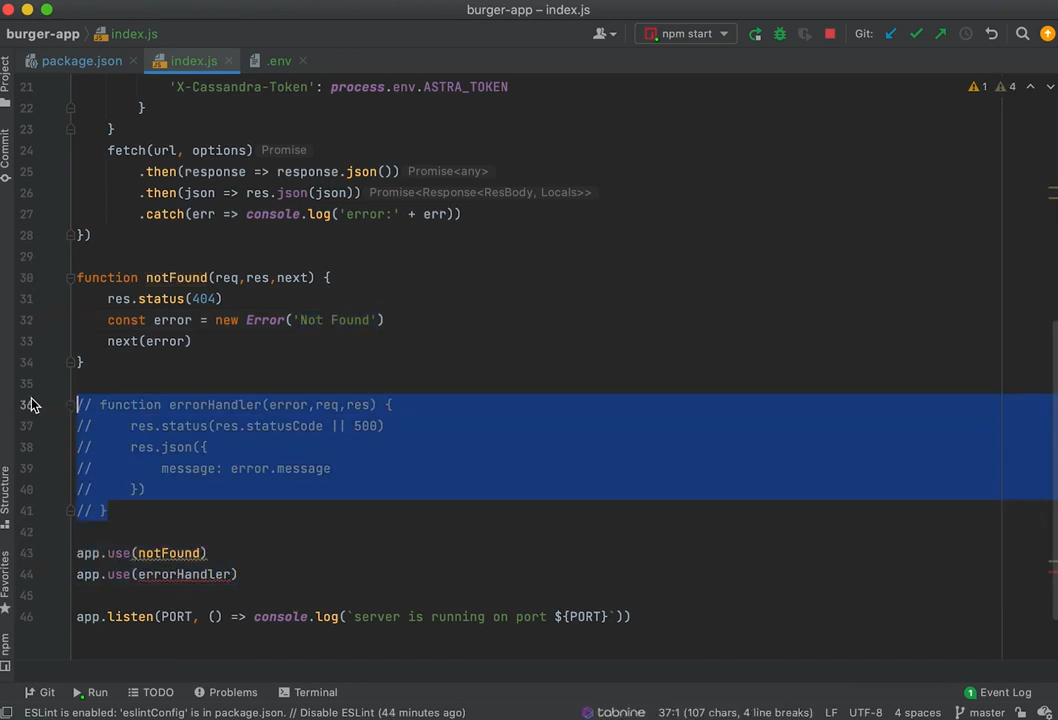 burger-app – index.js
burger-app index.js npm start Git:
package.json index.js .env
21 'X-Cassandra-Token': process.env.ASTRA_TOKEN 1 4
22 }
23 }
24 fetch(url, options) Promise
25 .then(response => response.json()) Promise<any>
26 .then(json => res.json(json)) Promise<Response<ResBody, Locals>>
27 .catch(err => console.log('error:' + err))
28 })
29
30 function notFound(req,res,next) {
31 res.status(404)
32 const error = new Error('Not Found')
33 next(error)
34 }
35
36 // function errorHandler(error,req,res) {
37 // res.status(res.statusCode || 500)
38 // res.json({
39 // message: error.message
40 // })
41 // }
42
43 app.use(notFound)
44 app.use(errorHandler)
45
46 app.listen(PORT, () => console.log(`server is running on port ${PORT}`))
Project
Commit
Structure
Favorites
npm
Git Run TODO Problems Terminal 1 Event Log
ESLint is enabled: 'eslintConfig' is in package.json. // Disable ESLint (44 minutes ago) tabnine 37:1 (107 chars, 4 line breaks) LF UTF-8 4 spaces master